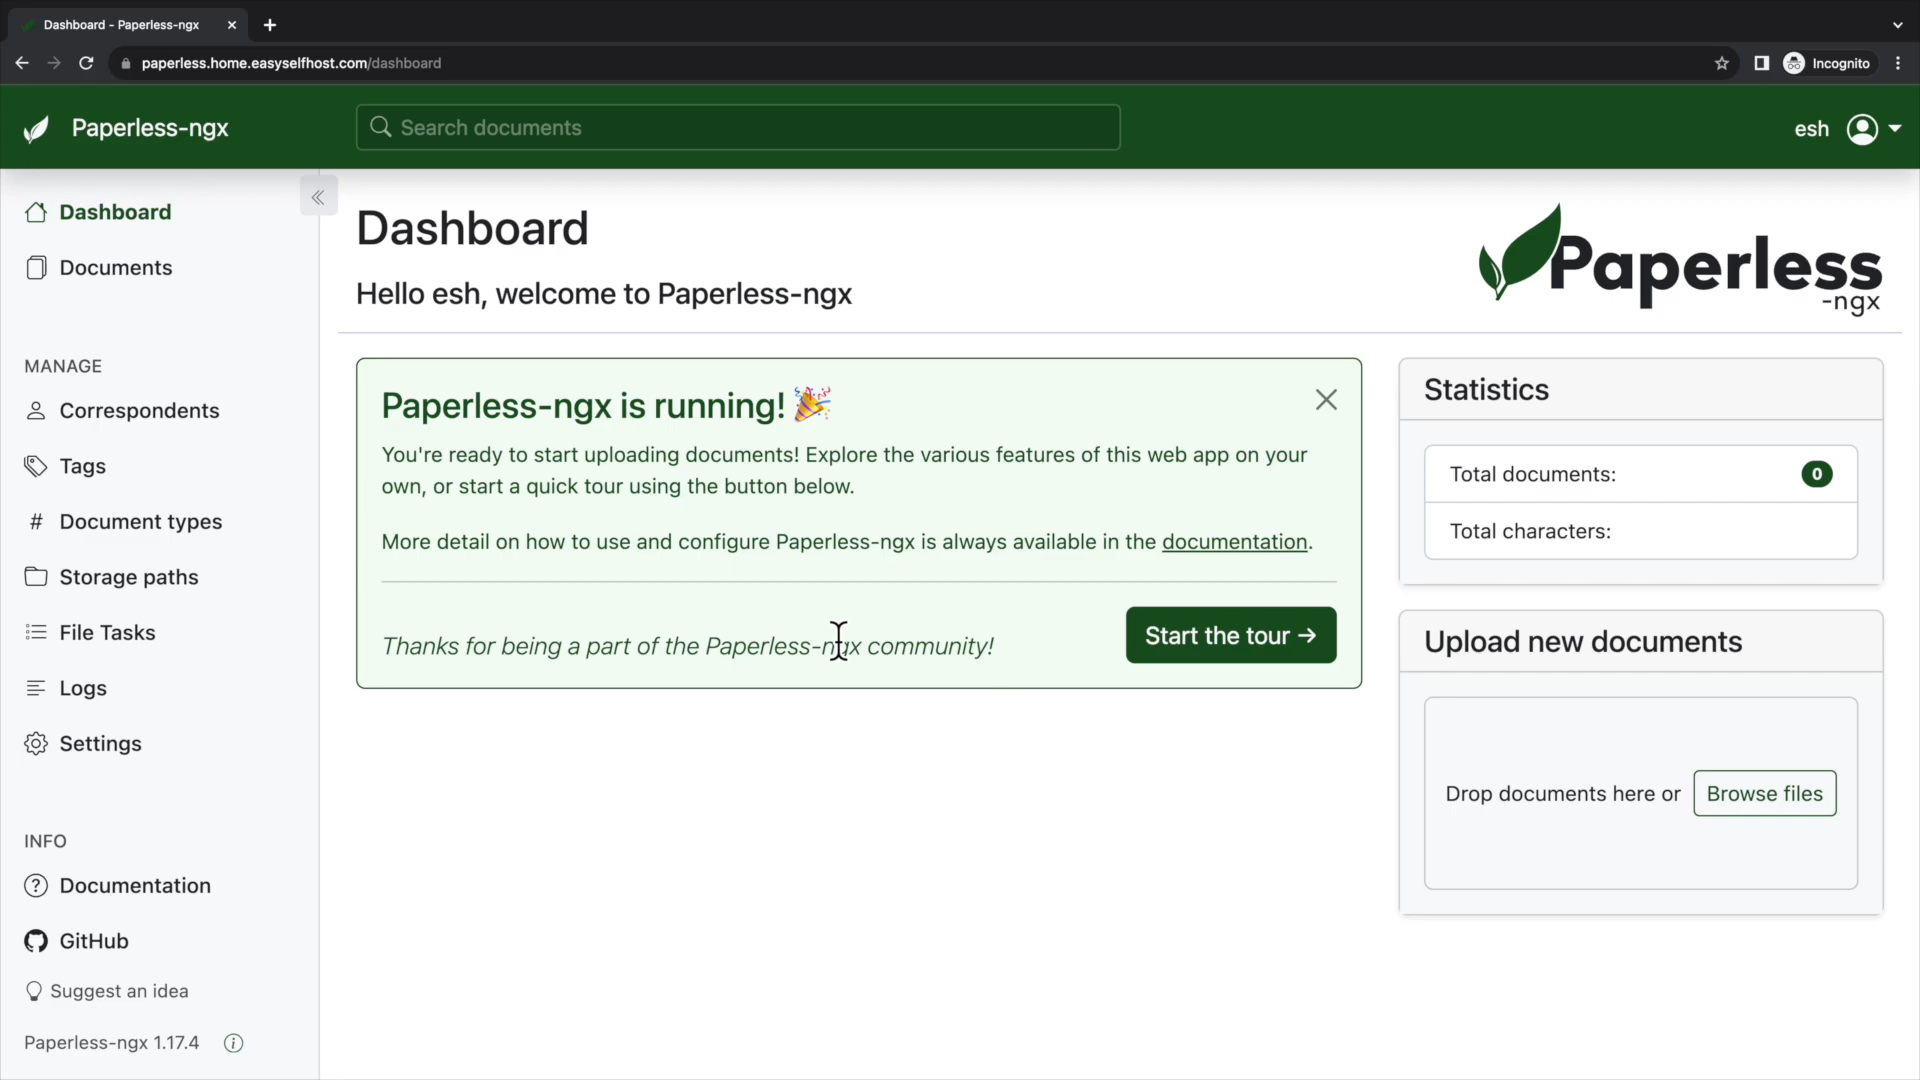 Dashboard - Paperless-ngx
paperless.home.easyselfhost.com/dashboard
Incognito
Paperless-ngx
Search documents
esh
Dashboard
Documents
MANAGE
Correspondents
Tags
Document types
Storage paths
File Tasks
Logs
Settings
INFO
Documentation
GitHub
Suggest an idea
Paperless-ngx 1.17.4
Dashboard
Hello esh, welcome to Paperless-ngx
Paperless
-ngx
Paperless-ngx is running! 🎉
You're ready to start uploading documents! Explore the various features of this web app on your
own, or start a quick tour using the button below.
More detail on how to use and configure Paperless-ngx is always available in the documentation.
Thanks for being a part of the Paperless-ngx community!
Start the tour →
Statistics
Total documents: 0
Total characters:
Upload new documents
Drop documents here or Browse files